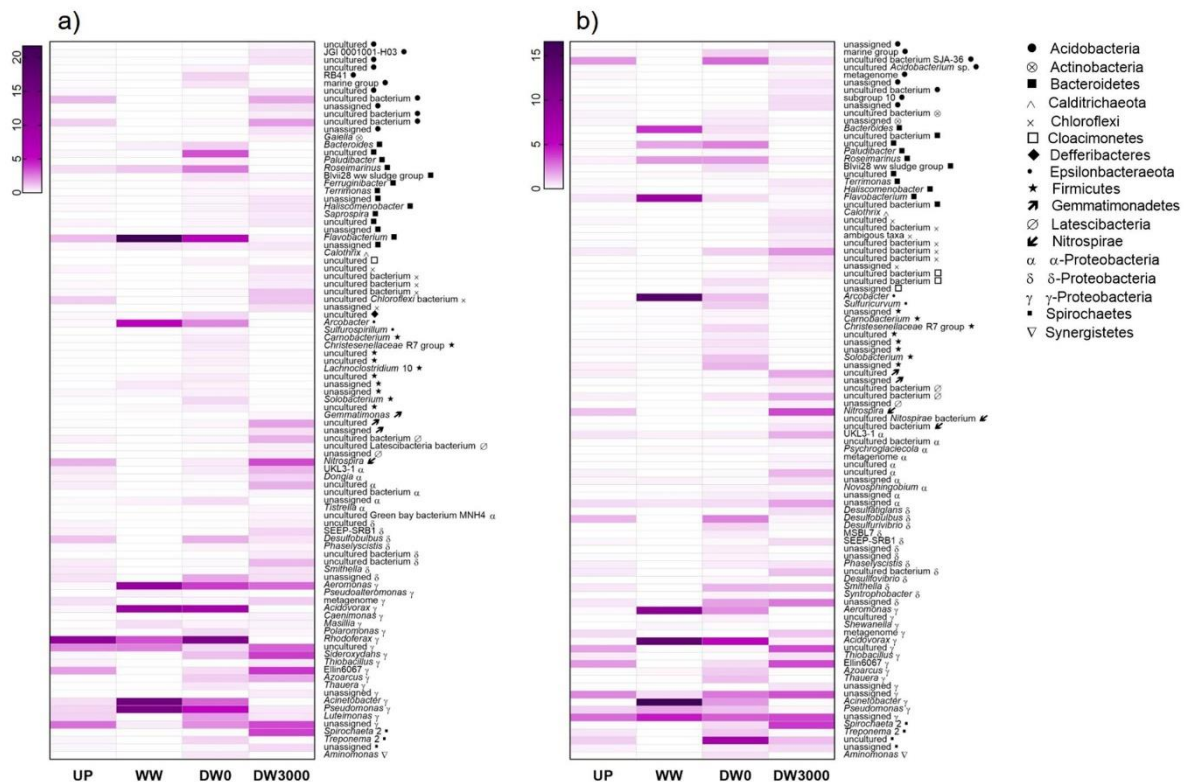 a)
20
15
10
5
0
uncultured ●
JGI 0001001-H03 ●
uncultured ●
uncultured ●
RB41 ●
marine group ●
uncultured ●
uncultured bacterium ●
unassigned ●
uncultured bacterium ●
uncultured bacterium ●
unassigned ●
Gaiella ⊗
Bacteroides ■
uncultured ■
Paludibacter ■
Roseimarinus ■
Blvii28 ww sludge group ■
Ferruginibacter ■
Terrimonas ■
unassigned ■
Haliscomenobacter ■
Saprospira ■
uncultured ■
unassigned ■
Flavobacterium ■
unassigned ■
Calothrix ^
uncultured □
uncultured ×
uncultured bacterium ×
uncultured bacterium ×
uncultured bacterium ×
uncultured Chloroflexi bacterium ×
unassigned ×
uncultured ◆
Arcobacter •
Sulfurospirillum •
Carnobacterium ★
Christesenellaceae R7 group ★
uncultured ★
uncultured ★
Lachnoclostridium 10 ★
uncultured ★
unassigned ★
unassigned ★
Solobacterium ★
uncultured ★
Gemmatimonas ↗
uncultured ↗
unassigned ↗
uncultured bacterium ∅
uncultured Latescibacteria bacterium ∅
unassigned ∅
Nitrospira ↙
UKL3-1 α
Dongia α
uncultured α
uncultured bacterium α
unassigned α
Tistrella α
uncultured Green bay bacterium MNH4 α
uncultured δ
SEEP-SRB1 δ
Desulfobulbus δ
Phaselyscistis δ
uncultured bacterium δ
uncultured bacterium δ
Smithella δ
unassigned δ
Aeromonas γ
Pseudoalteromonas γ
metagenome γ
Acidovorax γ
Caenimonas γ
Masillia γ
Polaromonas γ
Rhodoferax γ
uncultured γ
Sideroxydahs γ
Thiobacillus γ
Ellin6067 γ
Azoarcus γ
Thauera γ
unassigned γ
Acinetobacter γ
Pseudomonas γ
Luteimonas γ
unassigned γ
Spirochaeta 2 ▪
Treponema 2 ▪
unassigned ▪
Aminomonas ∇
UP WW DW0 DW3000
b)
15
10
5
0
unassigned ●
marine group ●
uncultured bacterium SJA-36 ●
uncultured Acidobacterium sp. ●
metagenome ●
unassigned ●
uncultured bacterium ●
subgroup 10 ●
unassigned ●
uncultured bacterium ⊗
unassigned ⊗
Bacteroides ■
uncultured bacterium ■
uncultured ■
Paludibacter ■
Roseimarinus ■
Blvii28 ww sludge group ■
uncultured ■
Terrimonas ■
Haliscomenobacter ■
Flavobacterium ■
uncultured bacterium ■
Calothrix ^
uncultured ×
uncultured bacterium ×
ambigous taxa ×
uncultured bacterium ×
uncultured bacterium ×
uncultured bacterium ×
unassigned ×
uncultured bacterium □
uncultured bacterium □
unassigned □
Arcobacter •
Sulfuricurvum •
unassigned ★
Carnobacterium ★
Christesenellaceae R7 group ★
uncultured ★
unassigned ★
unassigned ★
Solobacterium ★
unassigned ★
uncultured ↗
unassigned ↗
uncultured bacterium ∅
uncultured bacterium ∅
unassigned ∅
Nitrospira ↙
uncultured Nitospirae bacterium ↙
uncultured bacterium ↙
UKL3-1 α
uncultured bacterium α
Psychroglaciecola α
metagenome α
uncultured α
uncultured α
unassigned α
Novosphingobium α
unassigned α
unassigned α
Desulfatiglans δ
Desulfobulbus δ
Desulfurivibrio δ
MSBL7 δ
SEEP-SRB1 δ
unassigned δ
unassigned δ
Phaselyscistis δ
uncultured bacterium δ
Desulfovibrio δ
Smithella δ
Syntrophobacter δ
unassigned δ
Aeromonas γ
uncultured γ
Shewanella γ
metagenome γ
Acidovorax γ
uncultured γ
Thiobacillus γ
Ellin6067 γ
Azoarcus γ
Thauera γ
unassigned γ
unassigned γ
Acinetobacter γ
Pseudomonas γ
unassigned γ
Spirochaeta 2 ▪
Treponema 2 ▪
uncultured ▪
unassigned ▪
Aminomonas ∇
UP WW DW0 DW3000
● Acidobacteria
⊗ Actinobacteria
■ Bacteroidetes
^ Calditrichaeota
× Chloroflexi
□ Cloacimonetes
◆ Defferibacteres
• Epsilonbacteraeota
★ Firmicutes
↗ Gemmatimonadetes
∅ Latescibacteria
↙ Nitrospirae
α α-Proteobacteria
δ δ-Proteobacteria
γ γ-Proteobacteria
▪ Spirochaetes
∇ Synergistetes